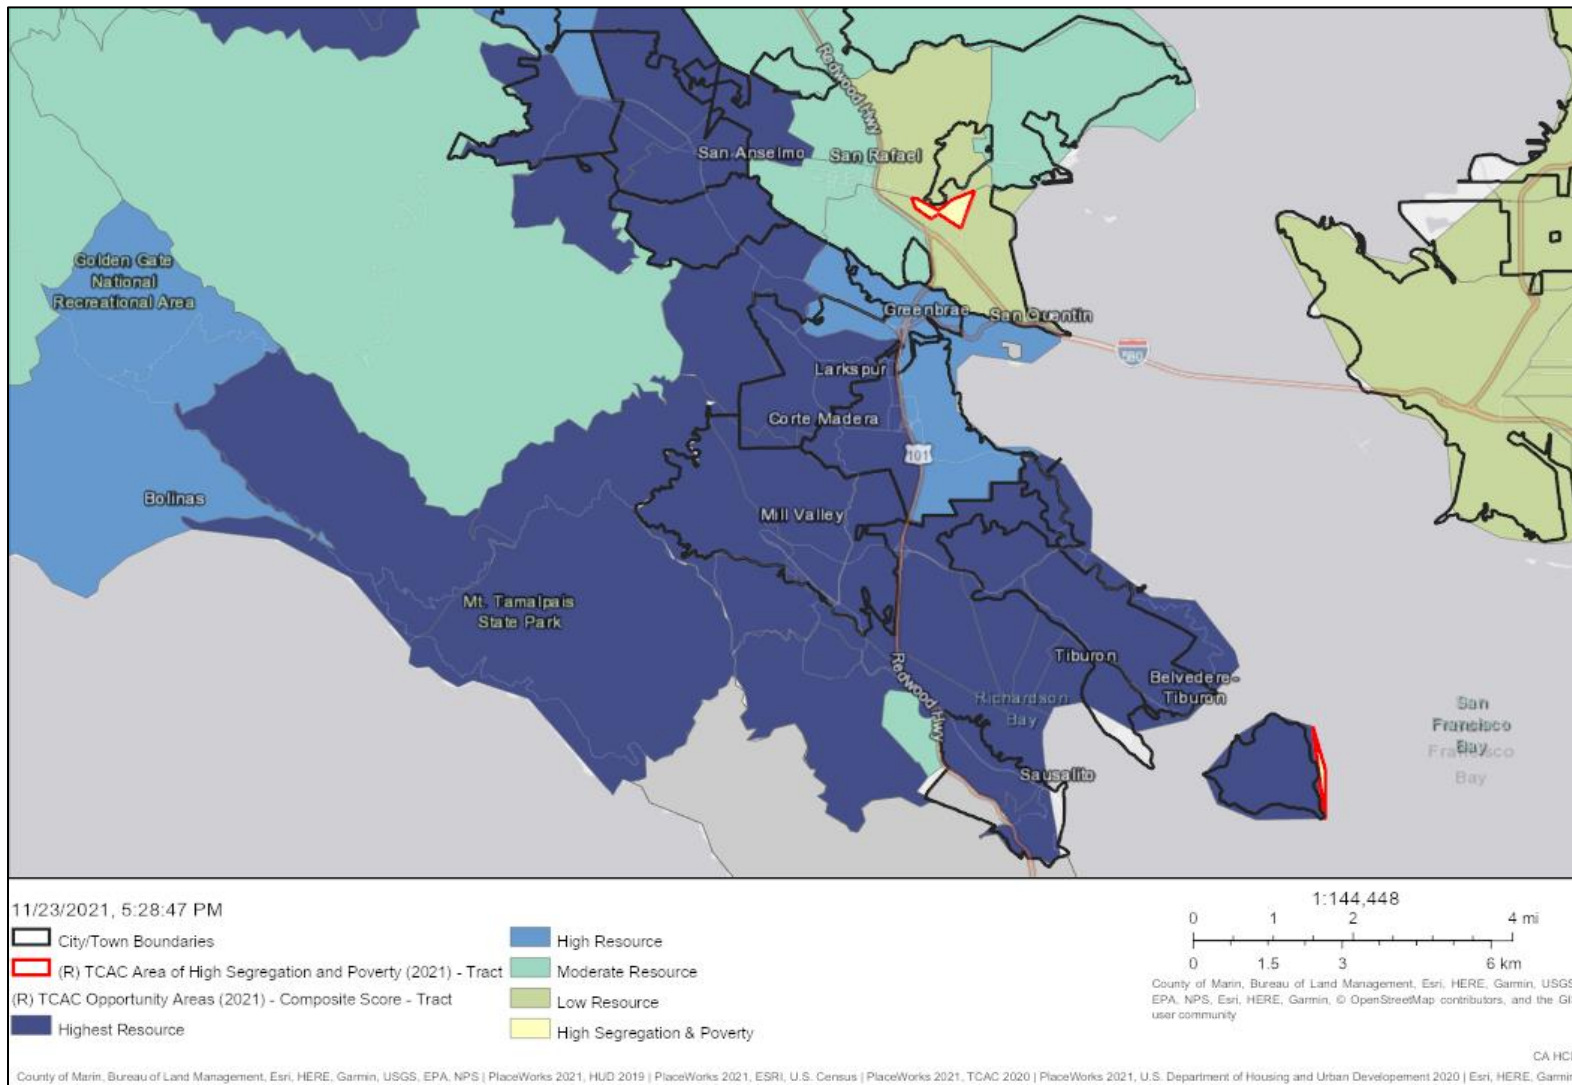 Redwood Hwy
San Anselmo
San Rafael
Golden Gate
National
Recreational Area
Greenbrae
San Quentin
580
Larkspur
Corte Madera
101
Bolinas
Mill Valley
Mt. Tamalpais
State Park
Redwood Hwy
Tiburon
Belvedere-
Tiburon
Richardson
Bay
San
Francisco
Bay
Francisco
Bay
Sausalito
11/23/2021, 5:28:47 PM
City/Town Boundaries
(R) TCAC Area of High Segregation and Poverty (2021) - Tract
(R) TCAC Opportunity Areas (2021) - Composite Score - Tract
Highest Resource
High Resource
Moderate Resource
Low Resource
High Segregation & Poverty
1:144,448
0 1 2 4 mi
0 1.5 3 6 km
County of Marin, Bureau of Land Management, Esri, HERE, Garmin, USGS
EPA, NPS, Esri, HERE, Garmin, © OpenStreetMap contributors, and the GI
user community
CA HC
County of Marin, Bureau of Land Management, Esri, HERE, Garmin, USGS, EPA, NPS | PlaceWorks 2021, HUD 2019 | PlaceWorks 2021, ESRI, U.S. Census | PlaceWorks 2021, TCAC 2020 | PlaceWorks 2021, U.S. Department of Housing and Urban Developement 2020 | Esri, HERE, Garmin